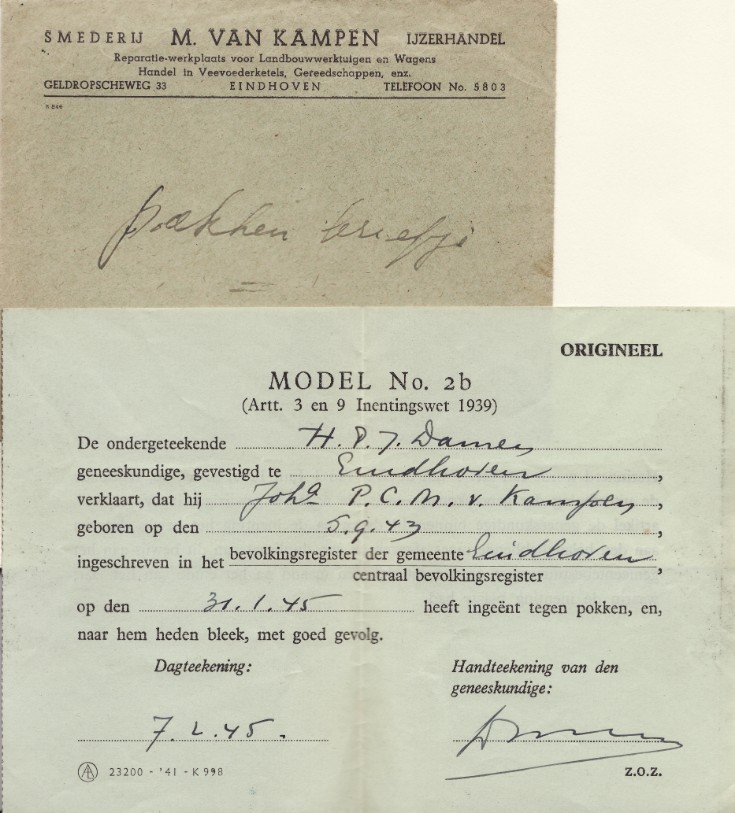 SMEDERIJ M. VAN KAMPEN IJZERHANDEL
Reparatie-werkplaats voor Landbouwwerktuigen en Wagens
Handel in Veevoederketels, Gereedschappen, enz.
GELDROPSCHEWEG 33 EINDHOVEN TELEFOON No. 5803
pokken briefje
ORIGINEEL
MODEL No. 2b
(Artt. 3 en 9 Inentingswet 1939)
De ondergeteekende H. P. J. Damen
geneeskundige, gevestigd te Eindhoven,
verklaart, dat hij Joha P. C. M. v. Kampen,
geboren op den 5.9.43,
ingeschreven in het bevolkingsregister der gemeente Eindhoven,
centraal bevolkingsregister
op den 31.1.45 heeft ingeënt tegen pokken, en,
naar hem heden bleek, met goed gevolg.
Dagteekening: Handteekening van den
geneeskundige:
7.2.45.
23200 - '41 - K 998 Z.O.Z.